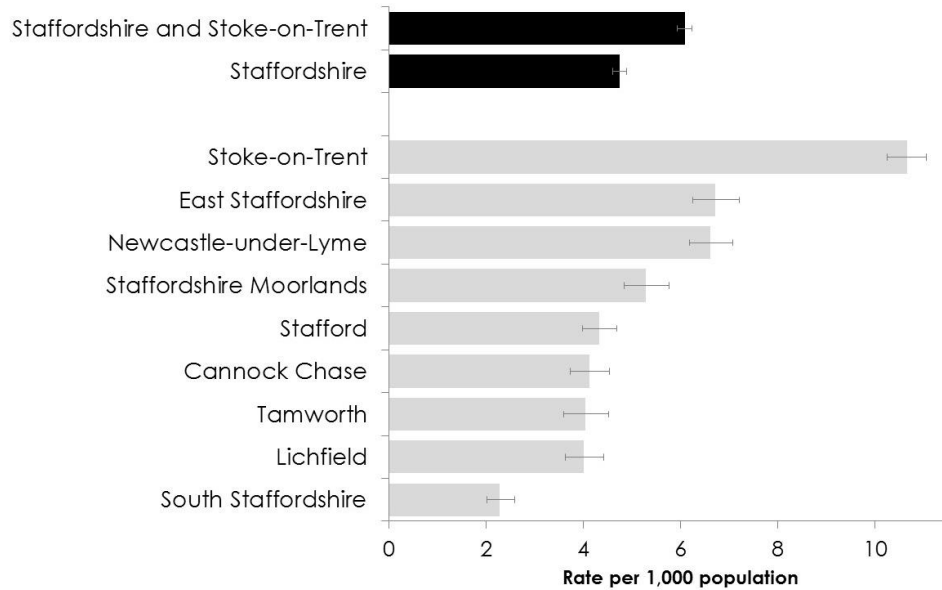 Staffordshire and Stoke-on-Trent
Staffordshire
Stoke-on-Trent
East Staffordshire
Newcastle-under-Lyme
Staffordshire Moorlands
Stafford
Cannock Chase
Tamworth
Lichfield
South Staffordshire
0 2 4 6 8 10
Rate per 1,000 population